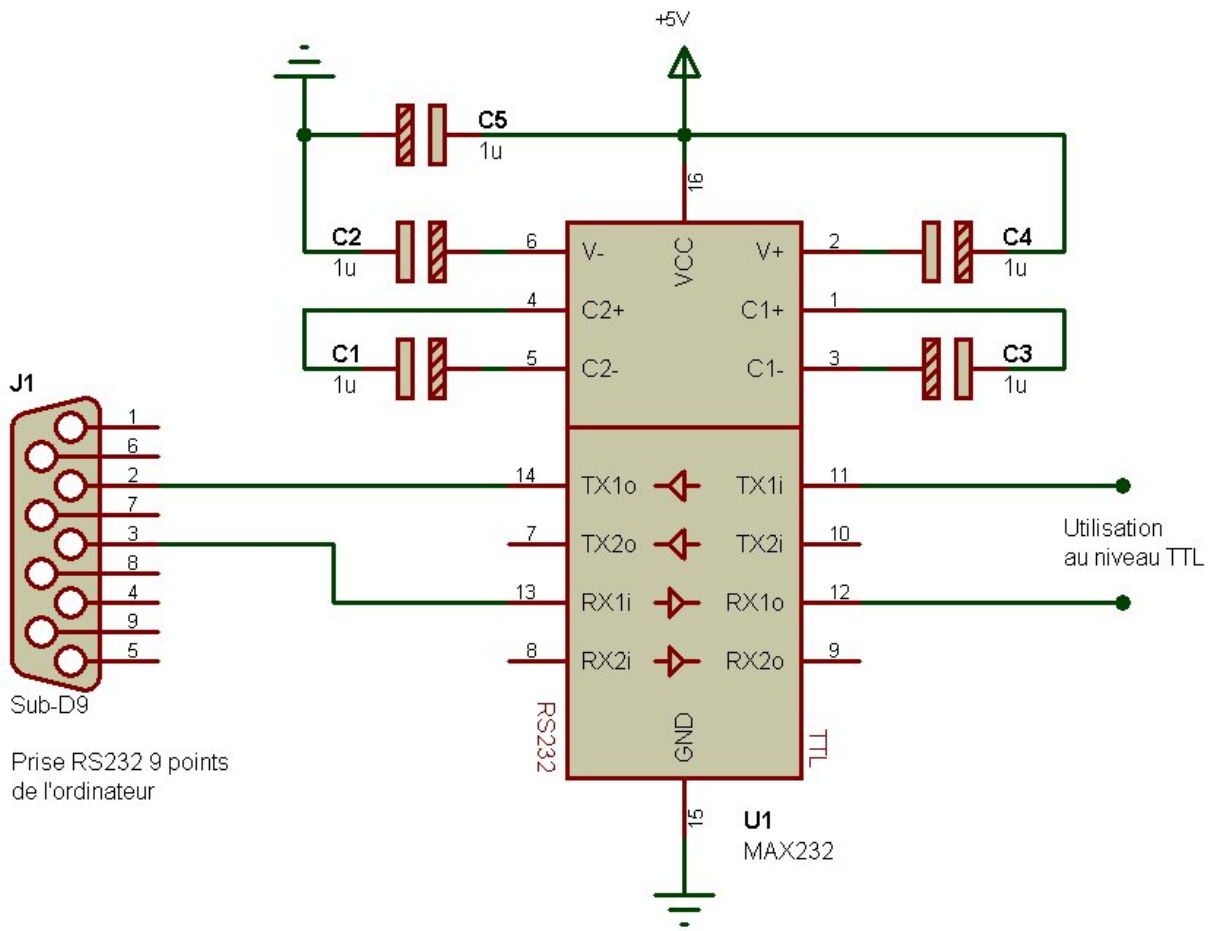 +5V
C5
1u
16
C2
1u
6
V-
VCC
V+
2
C4
1u
4
C2+
C1+
1
C1
1u
5
C2-
C1-
3
C3
1u
J1
1
6
2
14
TX1o
TX1i
11
7
7
TX2o
TX2i
10
Utilisation
au niveau TTL
3
8
4
13
RX1i
RX1o
12
9
5
8
RX2i
RX2o
9
Sub-D9
RS232
GND
TTL
Prise RS232 9 points
de l'ordinateur
15
U1
MAX232